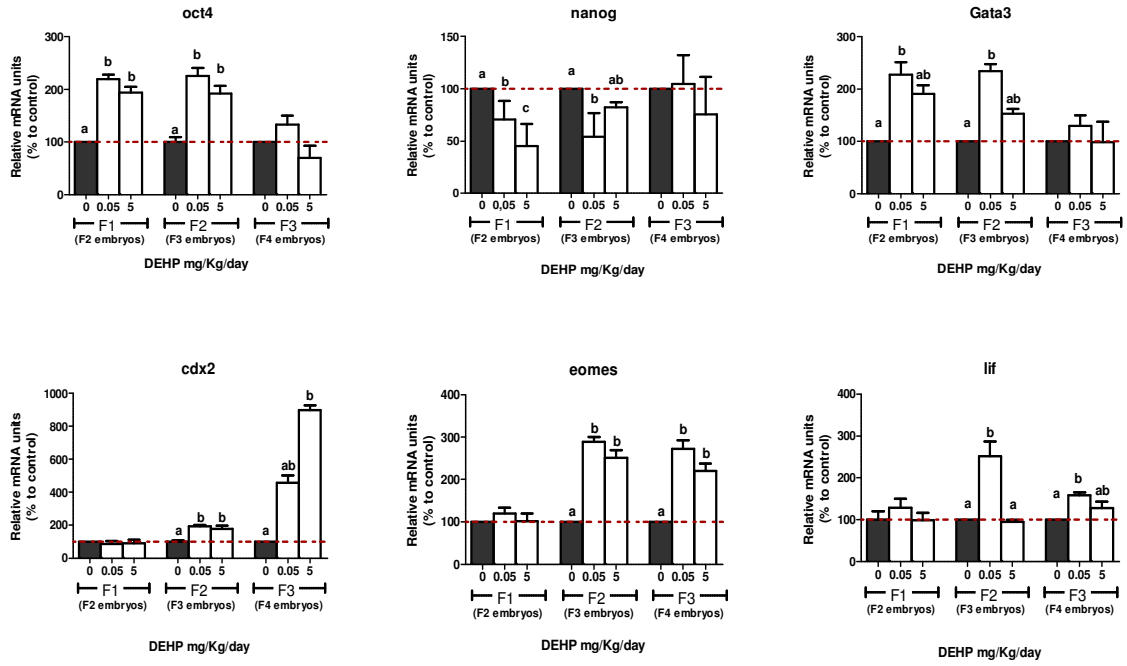 oct4
Relative mRNA units
(% to control)
300
200
100
0
a
b
b
a
b
b
0 0.05 5 0 0.05 5 0 0.05 5
F1 F2 F3
(F2 embryos) (F3 embryos) (F4 embryos)
DEHP mg/Kg/day
nanog
Relative mRNA units
(% to control)
150
100
50
0
a b c a b ab
0 0,05 5 0 0.05 5 0 0.05 5
F1 F2 F3
(F2 embryos) (F3 embryos) (F4 embryos)
DEHP mg/Kg/day
Gata3
Relative mRNA units
(% to control)
300
200
100
0
a b ab a b ab
0 0.05 5 0 0.05 5 0 0.05 5
F1 F2 F3
(F2 embryos) (F3 embryos) (F4 embryos)
DEHP mg/Kg/day
cdx2
Relative mRNA units
(% to control)
1000
800
600
400
200
0
a b b a ab b
0 0.05 5 0 0.05 5 0 0.05 5
F1 F2 F3
(F2 embryos) (F3 embryos) (F4 embryos)
DEHP mg/Kg/day
eomes
Relative mRNA units
(% to control)
400
300
200
100
0
a b b a b b
0 0.05 5 0 0.05 5 0 0.05 5
F1 F2 F3
(F2 embryos) (F3 embryos) (F4 embryos)
DEHP mg/Kg/day
lif
Relative mRNA units
(% to control)
400
300
200
100
0
a b a a b ab
0 0.05 5 0 0.05 5 0 0.05 5
F1 F2 F3
(F2 embryos) (F3 embryos) (F4 embryos)
DEHP mg/Kg/day